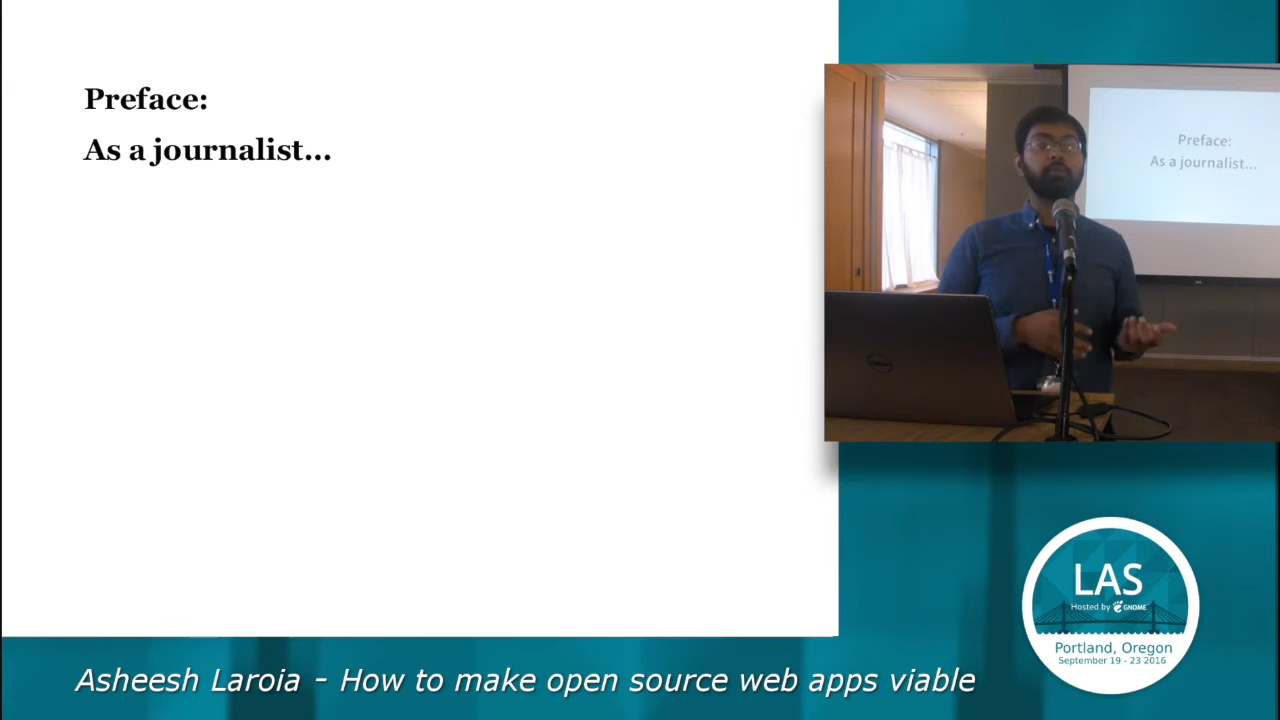 Preface:
As a journalist...
Preface:
As a journalist...
DELL
LAS
Hosted by GNOME
Portland, Oregon
September 19 - 23 2016
Asheesh Laroia - How to make open source web apps viable